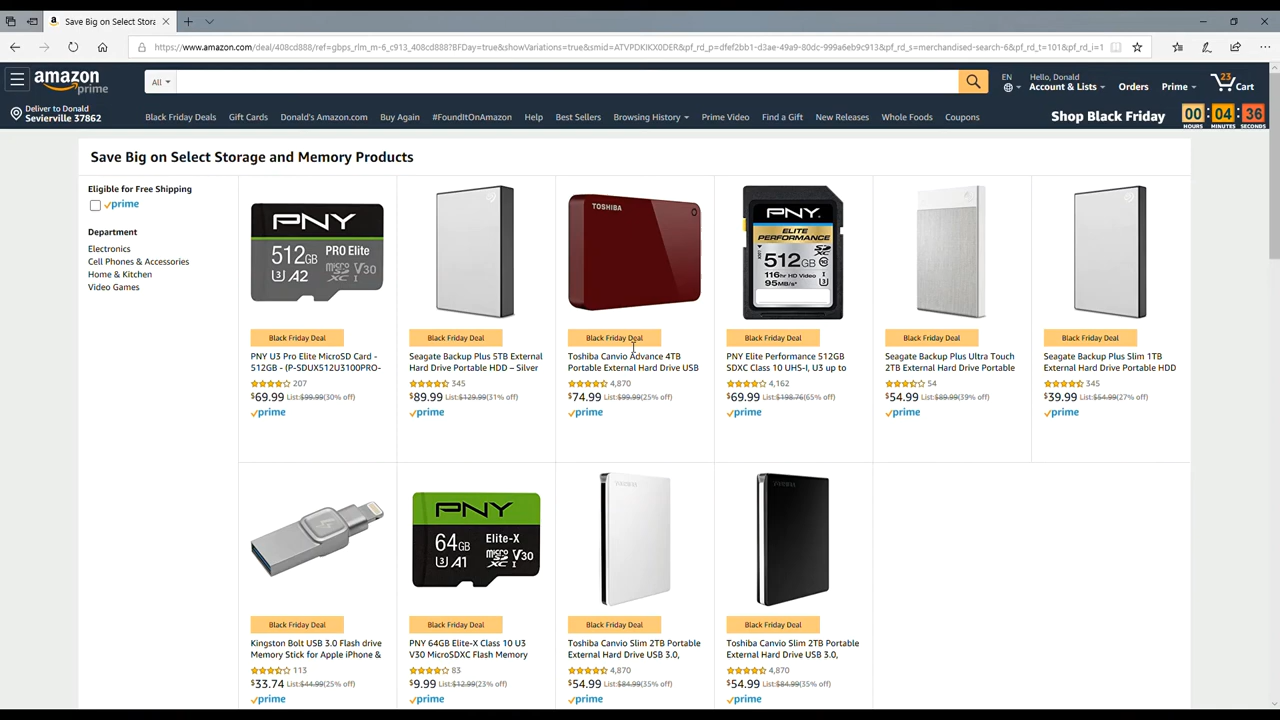 Save Big on Select Stora
https://www.amazon.com/deal/408cd888/ref=gbps_rlm_m-6_c913_408cd888?BFDay=true&showVariations=true&smid=ATVPDKIKX0DER&pf_rd_p=dfef2bb1-d3ae-49a9-80dc-999a6eb9c913&pf_rd_s=merchandised-search-6&pf_rd_t=101&pf_rd_i=1
amazon prime
All
EN
Hello, Donald
Account & Lists
Orders
Prime
23
Cart
Deliver to Donald
Sevierville 37862
Black Friday Deals Gift Cards Donald's Amazon.com Buy Again #FoundItOnAmazon Help Best Sellers Browsing History Prime Video Find a Gift New Releases Whole Foods Coupons
Shop Black Friday
00 04 36
HOURS MINUTES SECONDS
Save Big on Select Storage and Memory Products
Eligible for Free Shipping
prime
Department
Electronics
Cell Phones & Accessories
Home & Kitchen
Video Games
PNY
512GB PRO Elite
U3 A2 microSDXC I V30
Black Friday Deal
PNY U3 Pro Elite MicroSD Card -
512GB - (P-SDUX512U3100PRO-
207
$69.99 List:$99.99(30% off)
prime
Black Friday Deal
Seagate Backup Plus 5TB External
Hard Drive Portable HDD – Silver
345
$89.99 List:$129.99(31% off)
prime
TOSHIBA
Black Friday Deal
Toshiba Canvio Advance 4TB
Portable External Hard Drive USB
4,870
$74.99 List:$99.99(25% off)
prime
PNY
ELITE
PERFORMANCE
512GB
116hr HD Video
95MB/s*
Black Friday Deal
PNY Elite Performance 512GB
SDXC Class 10 UHS-I, U3 up to
4,162
$69.99 List:$198.76(65% off)
prime
Black Friday Deal
Seagate Backup Plus Ultra Touch
2TB External Hard Drive Portable
54
$54.99 List:$89.99(39% off)
prime
Black Friday Deal
Seagate Backup Plus Slim 1TB
External Hard Drive Portable HDD
345
$39.99 List:$54.99(27% off)
prime
Black Friday Deal
Kingston Bolt USB 3.0 Flash drive
Memory Stick for Apple iPhone &
113
$33.74 List:$44.99(25% off)
prime
PNY
64GB Elite-X
U3 A1 microSDXC V30 I
Black Friday Deal
PNY 64GB Elite-X Class 10 U3
V30 MicroSDXC Flash Memory
83
$9.99 List:$12.99(23% off)
prime
TOSHIBA
Black Friday Deal
Toshiba Canvio Slim 2TB Portable
External Hard Drive USB 3.0,
4,870
$54.99 List:$84.99(35% off)
prime
TOSHIBA
Black Friday Deal
Toshiba Canvio Slim 2TB Portable
External Hard Drive USB 3.0,
4,870
$54.99 List:$84.99(35% off)
prime